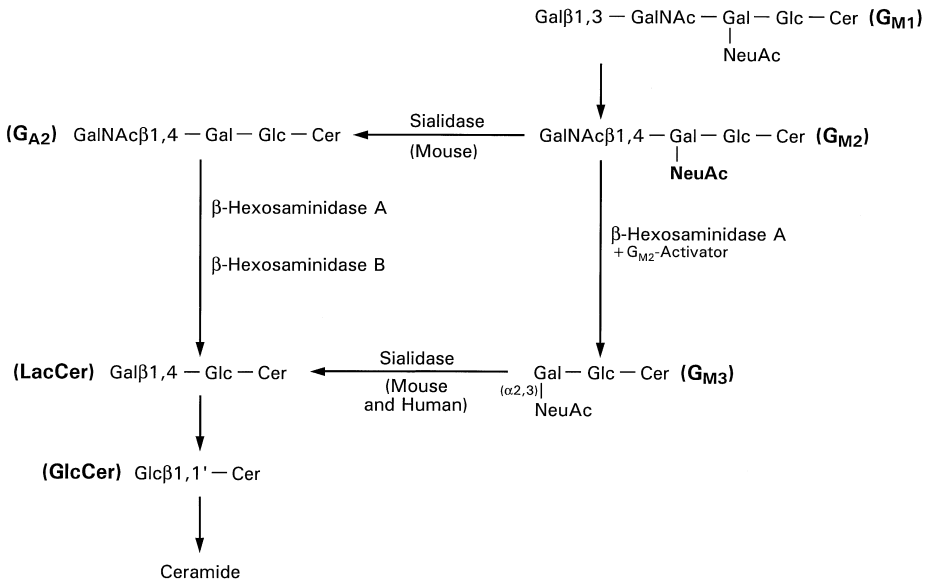 Galβ1,3 — GalNAc — Gal — Glc — Cer (GM1)
NeuAc
(GA2) GalNAcβ1,4 — Gal — Glc — Cer
Sialidase
(Mouse)
GalNAcβ1,4 — Gal — Glc — Cer (GM2)
NeuAc
β-Hexosaminidase A
β-Hexosaminidase B
β-Hexosaminidase A
+ GM2-Activator
(LacCer) Galβ1,4 — Glc — Cer
Sialidase
(Mouse
and Human)
Gal — Glc — Cer (GM3)
(α2,3)
NeuAc
(GlcCer) Glcβ1,1' — Cer
Ceramide